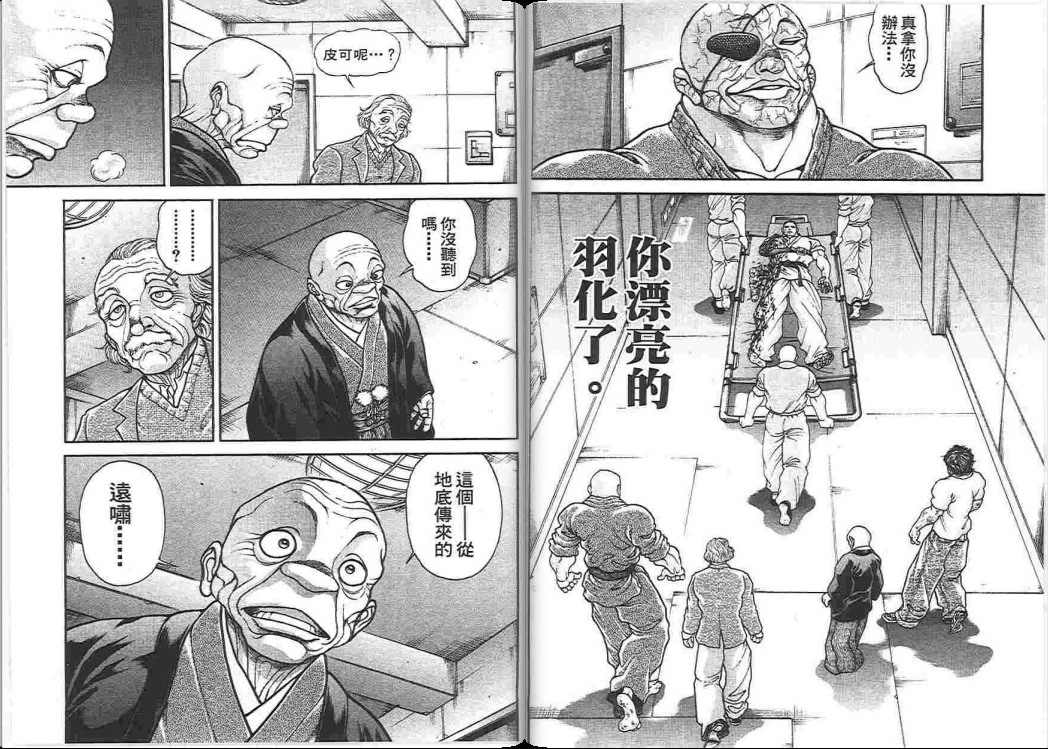 真拿你沒
辦法…
你漂亮的
羽化了。
皮可呢…？
你沒聽到
嗎……
………？
這個—從
地底傳來的
遠嘯……